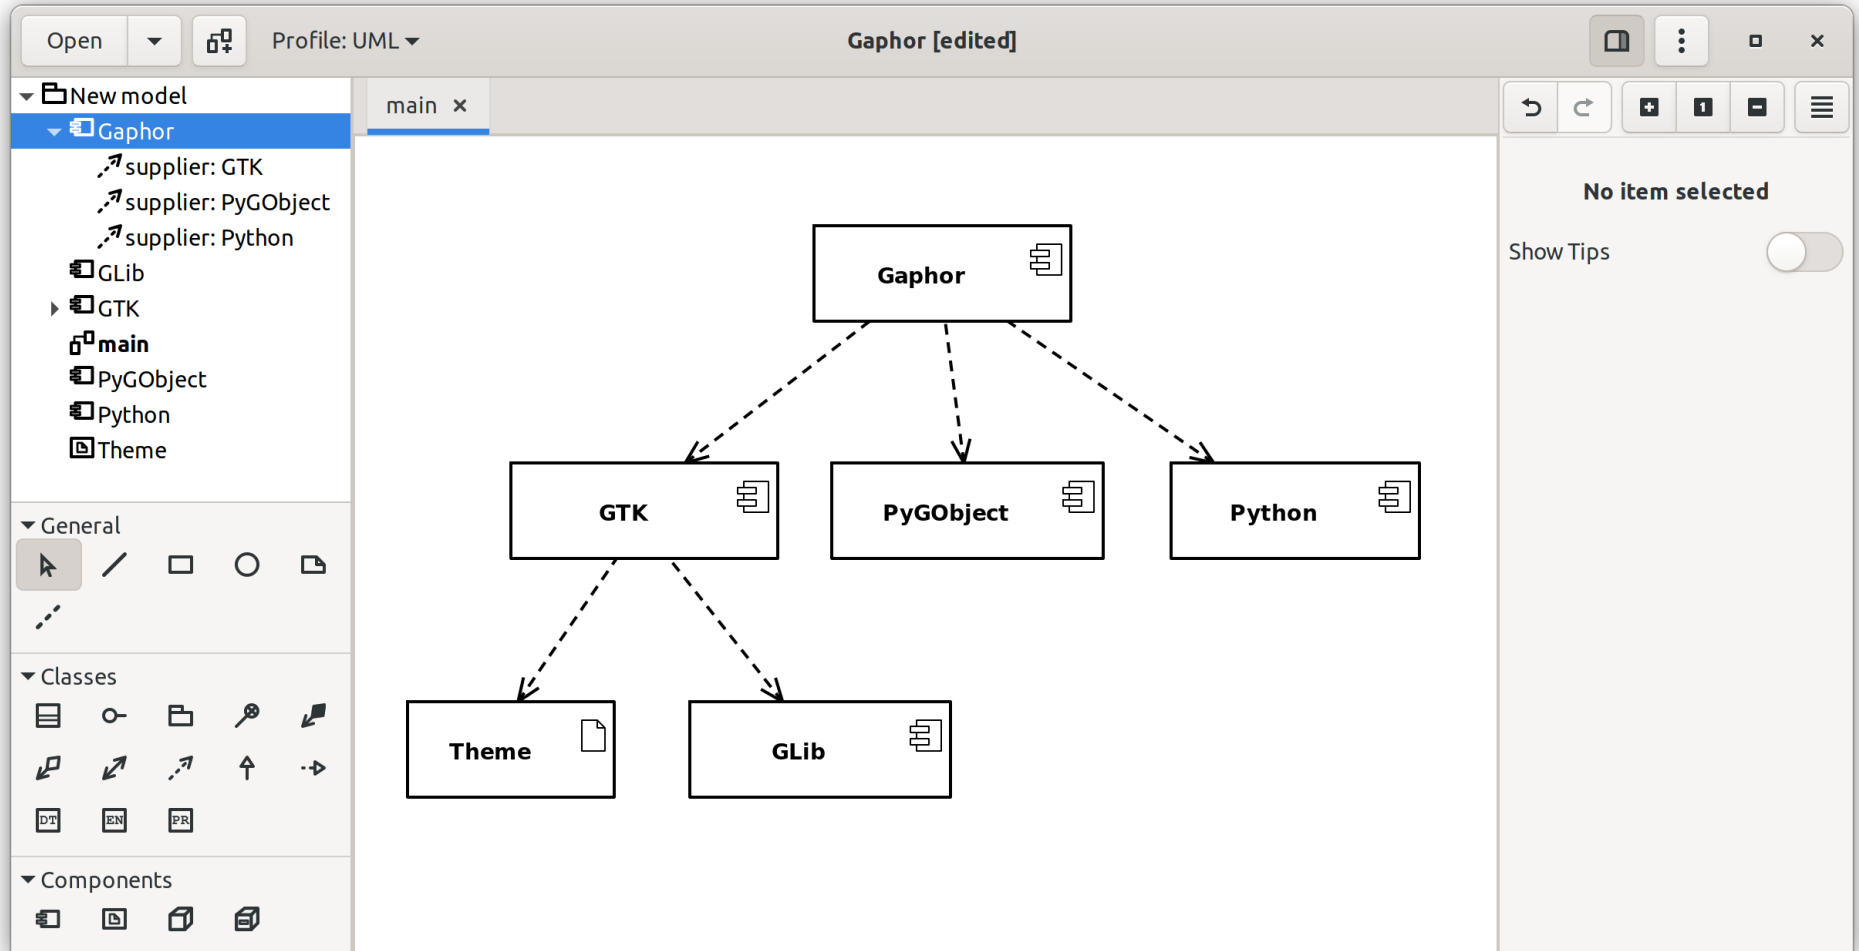 Open
Profile: UML
Gaphor [edited]
New model
Gaphor
supplier: GTK
supplier: PyGObject
supplier: Python
GLib
GTK
main
PyGObject
Python
Theme
General
Classes
DT EN PR
Components
main
Gaphor
GTK PyGObject Python
Theme GLib
1
No item selected
Show Tips